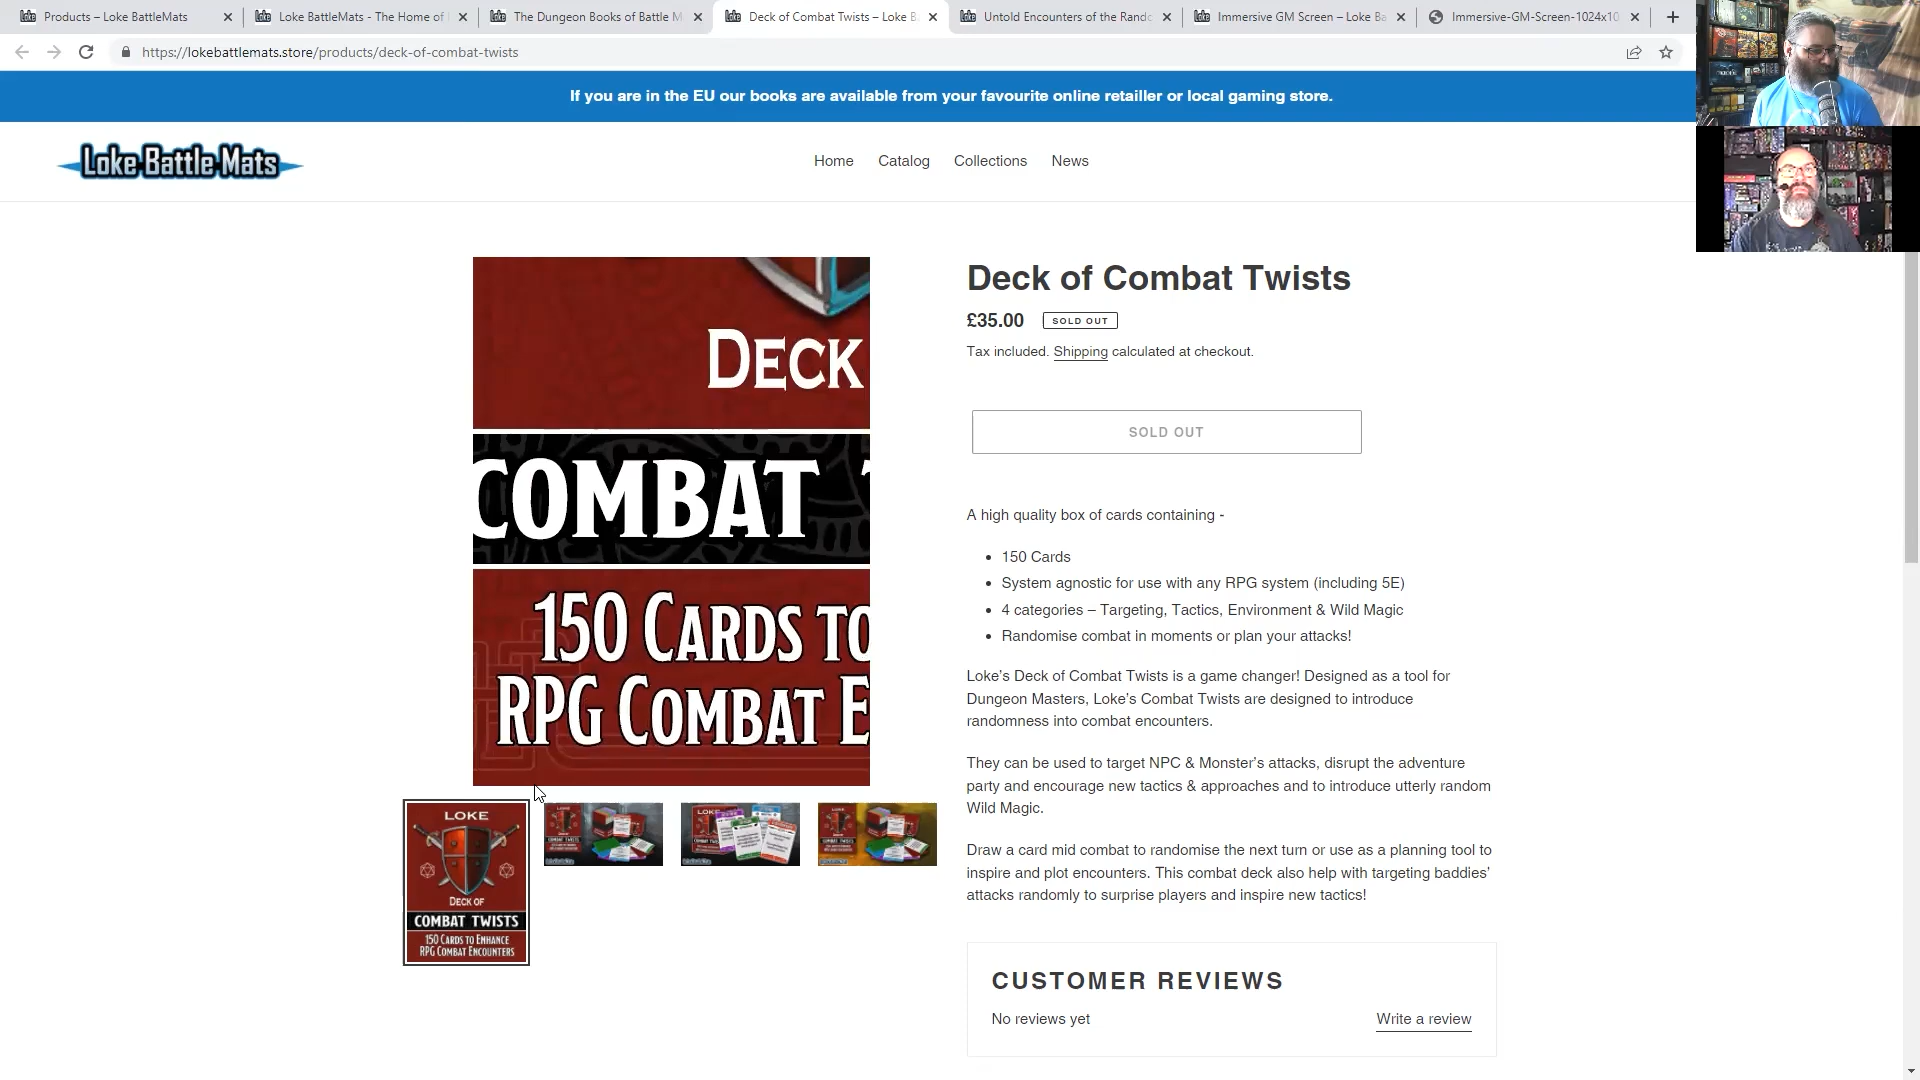 Products – Loke BattleMats
Loke BattleMats - The Home of
The Dungeon Books of Battle M
Deck of Combat Twists – Loke B
Untold Encounters of the Rando
Immersive GM Screen – Loke Ba
Immersive-GM-Screen-1024x10
https://lokebattlemats.store/products/deck-of-combat-twists
If you are in the EU our books are available from your favourite online retailler or local gaming store.
Loke Battle Mats
Home
Catalog
Collections
News
DECK
COMBAT
150 CARDS TO
RPG COMBAT E
LOKE
DECK OF
COMBAT TWISTS
150 CARDS TO ENHANCE
RPG COMBAT ENCOUNTERS
Deck of Combat Twists
£35.00 SOLD OUT
Tax included. Shipping calculated at checkout.
SOLD OUT
A high quality box of cards containing -
• 150 Cards
• System agnostic for use with any RPG system (including 5E)
• 4 categories – Targeting, Tactics, Environment & Wild Magic
• Randomise combat in moments or plan your attacks!
Loke’s Deck of Combat Twists is a game changer! Designed as a tool for
Dungeon Masters, Loke’s Combat Twists are designed to introduce
randomness into combat encounters.
They can be used to target NPC & Monster’s attacks, disrupt the adventure
party and encourage new tactics & approaches and to introduce utterly random
Wild Magic.
Draw a card mid combat to randomise the next turn or use as a planning tool to
inspire and plot encounters. This combat deck also help with targeting baddies’
attacks randomly to surprise players and inspire new tactics!
CUSTOMER REVIEWS
No reviews yet
Write a review